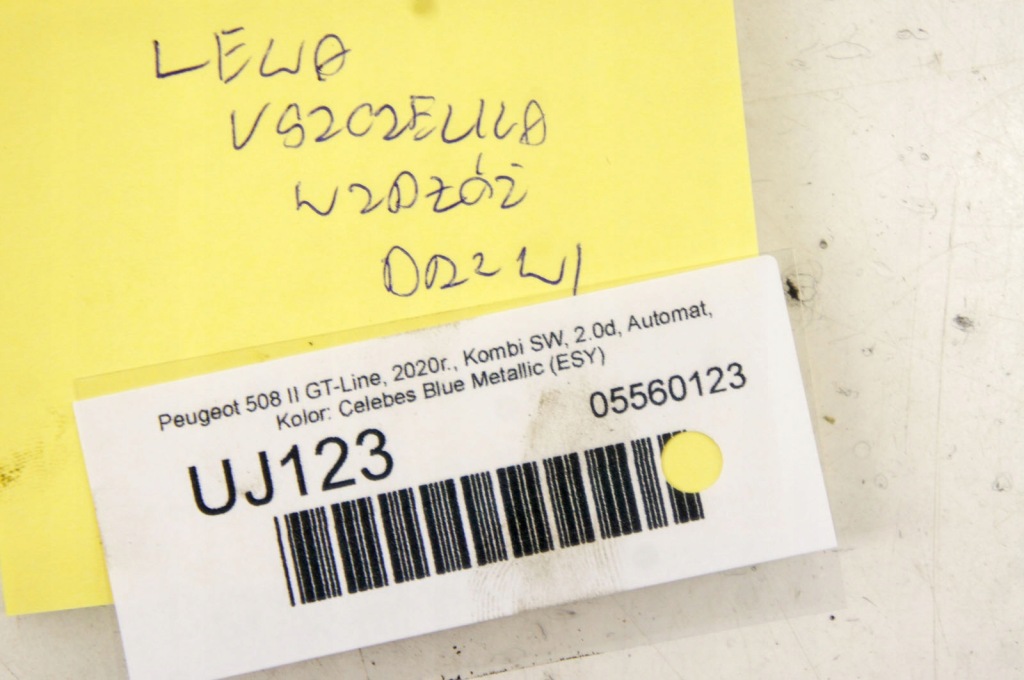 LEWA
USZCZELKA
WZDŁÓŻ
DRZWI
Peugeot 508 II GT-Line, 2020r., Kombi SW, 2.0d, Automat,
Kolor: Celebes Blue Metallic (ESY)
UJ123
05560123